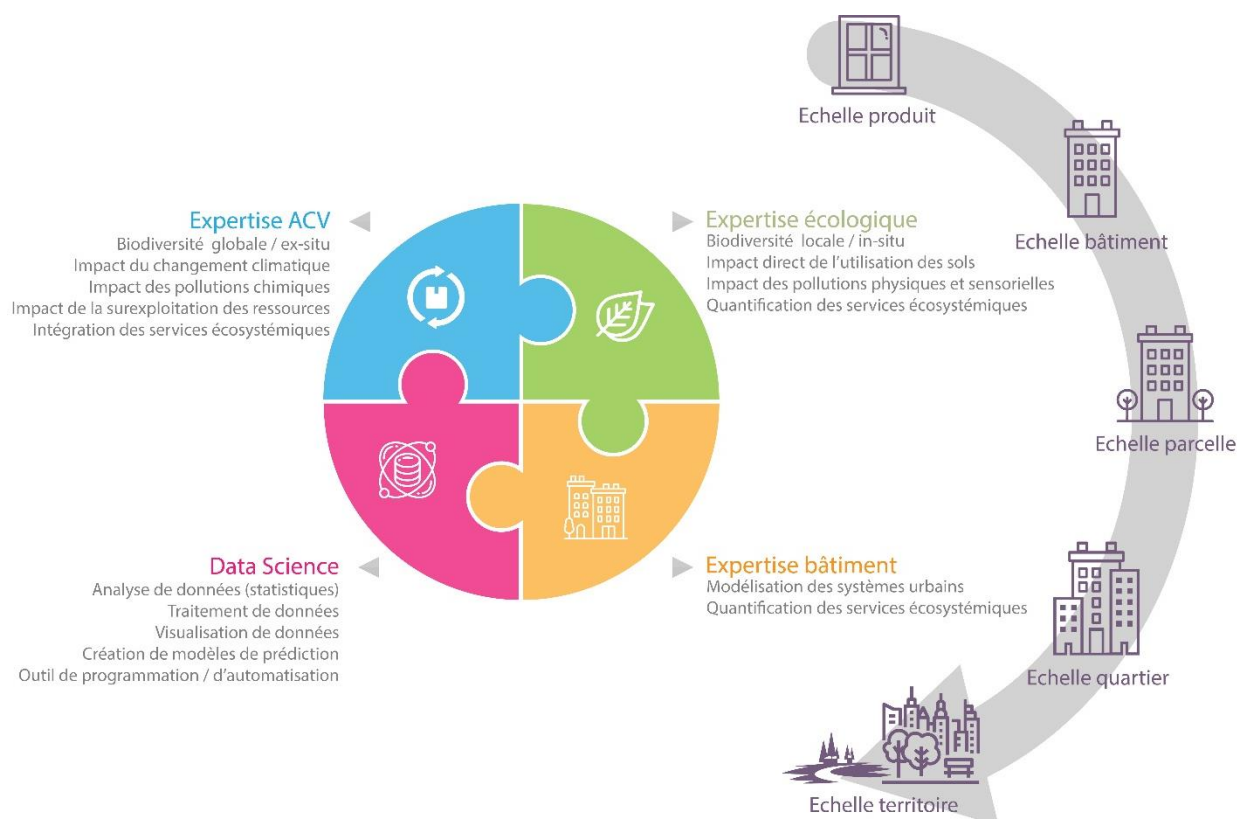 Expertise ACV
Biodiversité globale / ex-situ
Impact du changement climatique
Impact des pollutions chimiques
Impact de la surexploitation des ressources
Intégration des services écosystémiques
Expertise écologique
Biodiversité locale / in-situ
Impact direct de l'utilisation des sols
Impact des pollutions physiques et sensorielles
Quantification des services écosystémiques
Data Science
Analyse de données (statistiques)
Traitement de données
Visualisation de données
Création de modèles de prédiction
Outil de programmation / d'automatisation
Expertise bâtiment
Modélisation des systèmes urbains
Quantification des services écosystémiques
Echelle produit
Echelle bâtiment
Echelle parcelle
Echelle quartier
Echelle territoire